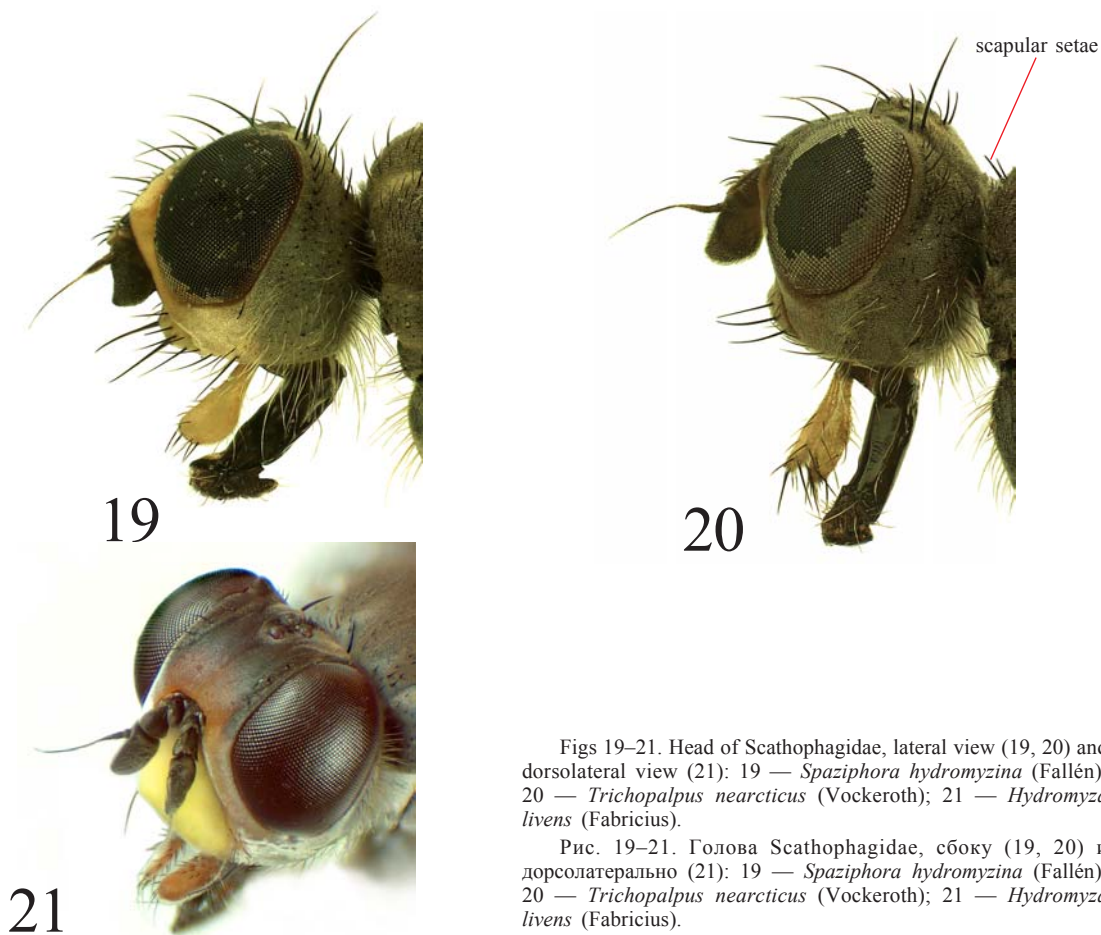 scapular setae
19
20
21
Figs 19–21. Head of Scathophagidae, lateral view (19, 20) and
dorsolateral view (21): 19 — Spaziphora hydromyzina (Fallén)
20 — Trichopalpus nearcticus (Vockeroth); 21 — Hydromyza
livens (Fabricius).
Рис. 19–21. Голова Scathophagidae, сбоку (19, 20) и
дорсолатерально (21): 19 — Spaziphora hydromyzina (Fallén)
20 — Trichopalpus nearcticus (Vockeroth); 21 — Hydromyza
livens (Fabricius).